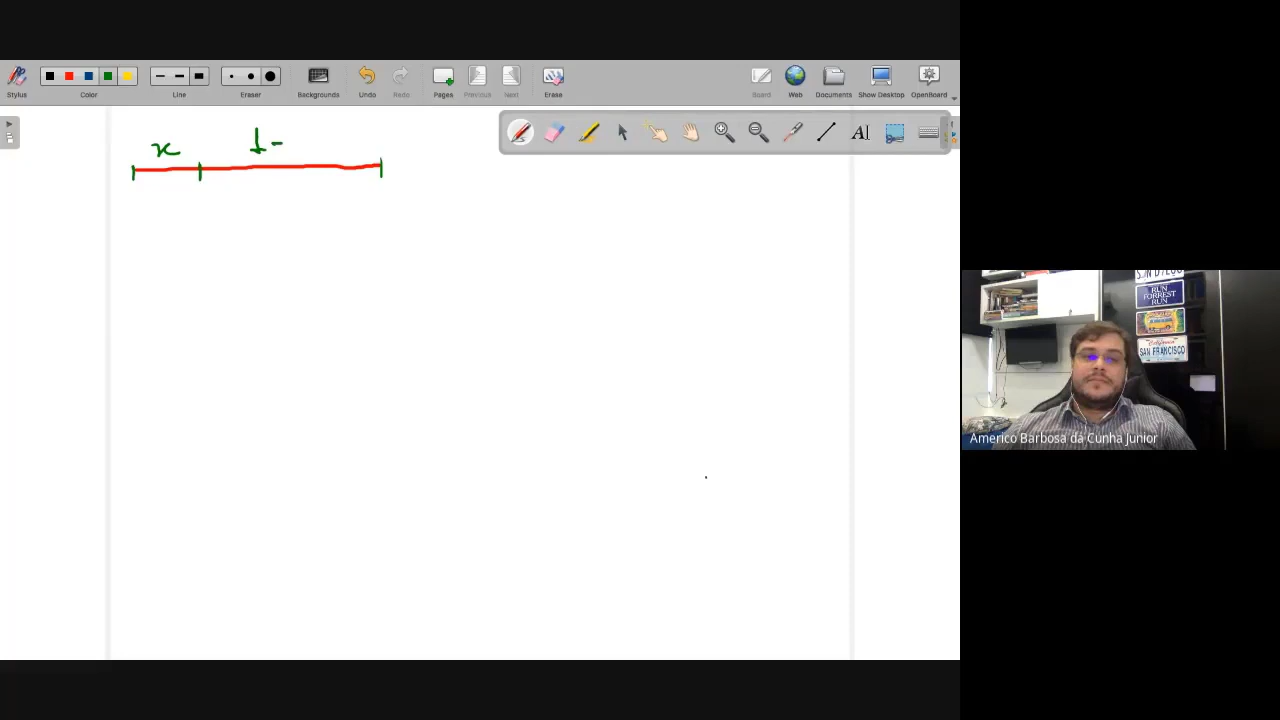 Stylus Color Line Eraser Backgrounds Undo Redo Pages Previous Next Erase Board Web Documents Show Desktop OpenBoard
x 1-
RUN
FORREST
RUN
SAN FRANCISCO
Americo Barbosa da Cunha Junior